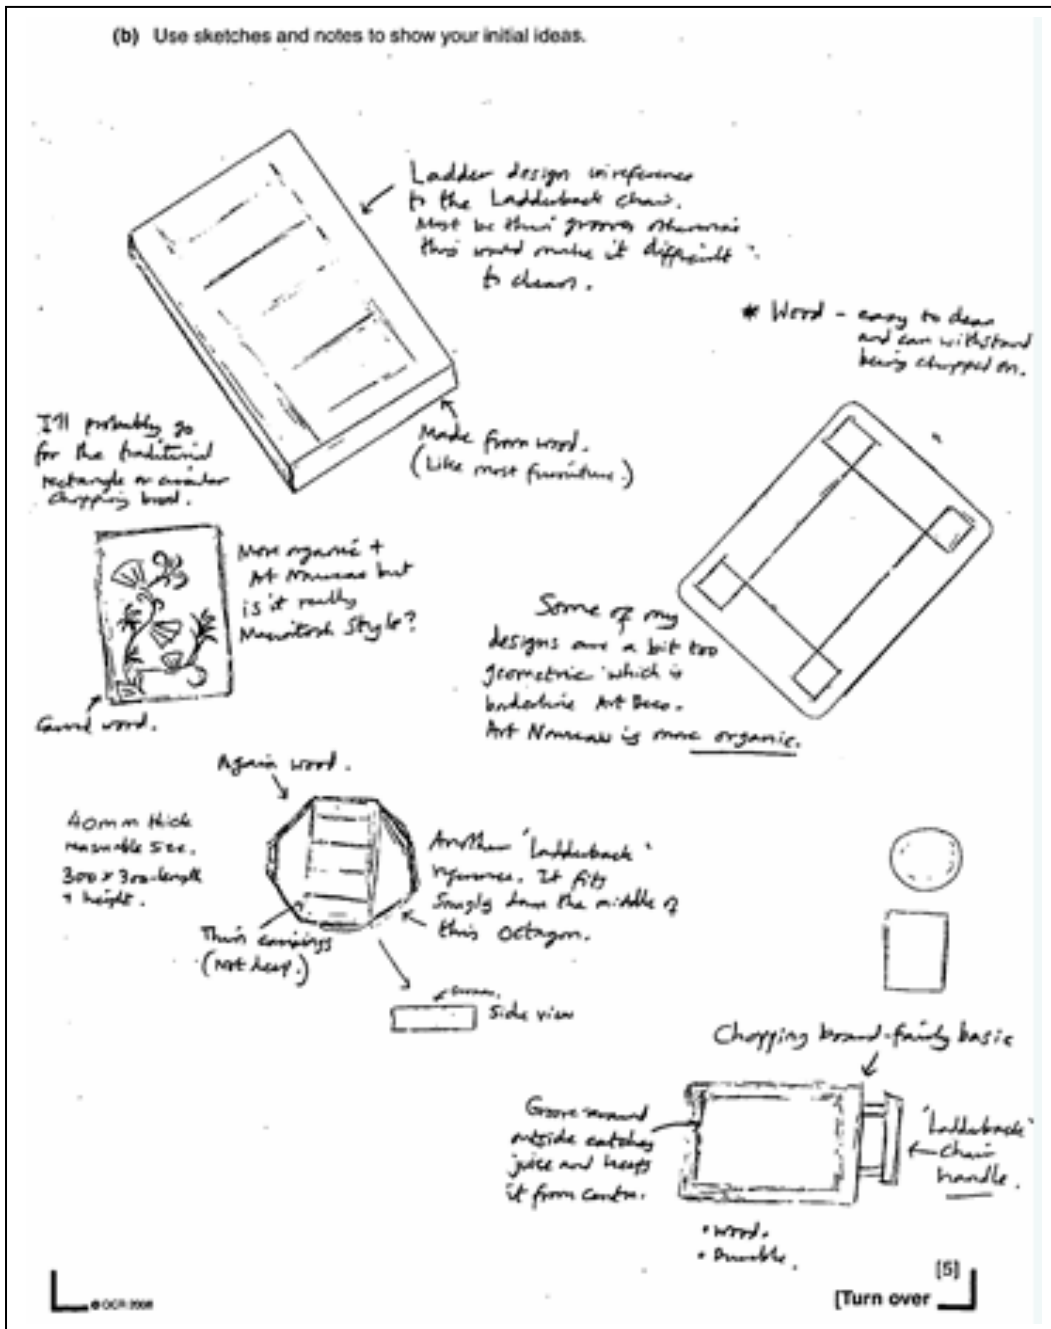 (b) Use sketches and notes to show your initial ideas.
Ladder design in reference
to the Ladderback chair.
Must be thin grooves otherwise
this would make it difficult
to clean.
* Wood - easy to clean
and can withstand
being chopped on.
Made from wood.
(Like most furniture.)
I'll probably go
for the traditional
rectangle or circular
chopping board.
More organic +
Art Nouveau but
is it really
Macintosh style?
Carved wood.
Some of my
designs are a bit too
geometric which is
borderline Art Deco.
Art Nouveau is more organic.
Again wood.
40mm thick
reasonable size.
300 x 300 - length
+ height.
Another 'Ladderback'
reference. It fits
snugly down the middle of
this octagon.
Thin carvings
(Not deep.)
Side view
Chopping board - fairly basic
Groove around
outside catches
juice and keeps
it from centre.
'Ladderback'
chair
handle.
• Wood.
• Durable.
[5]
© OCR 2008
[Turn over